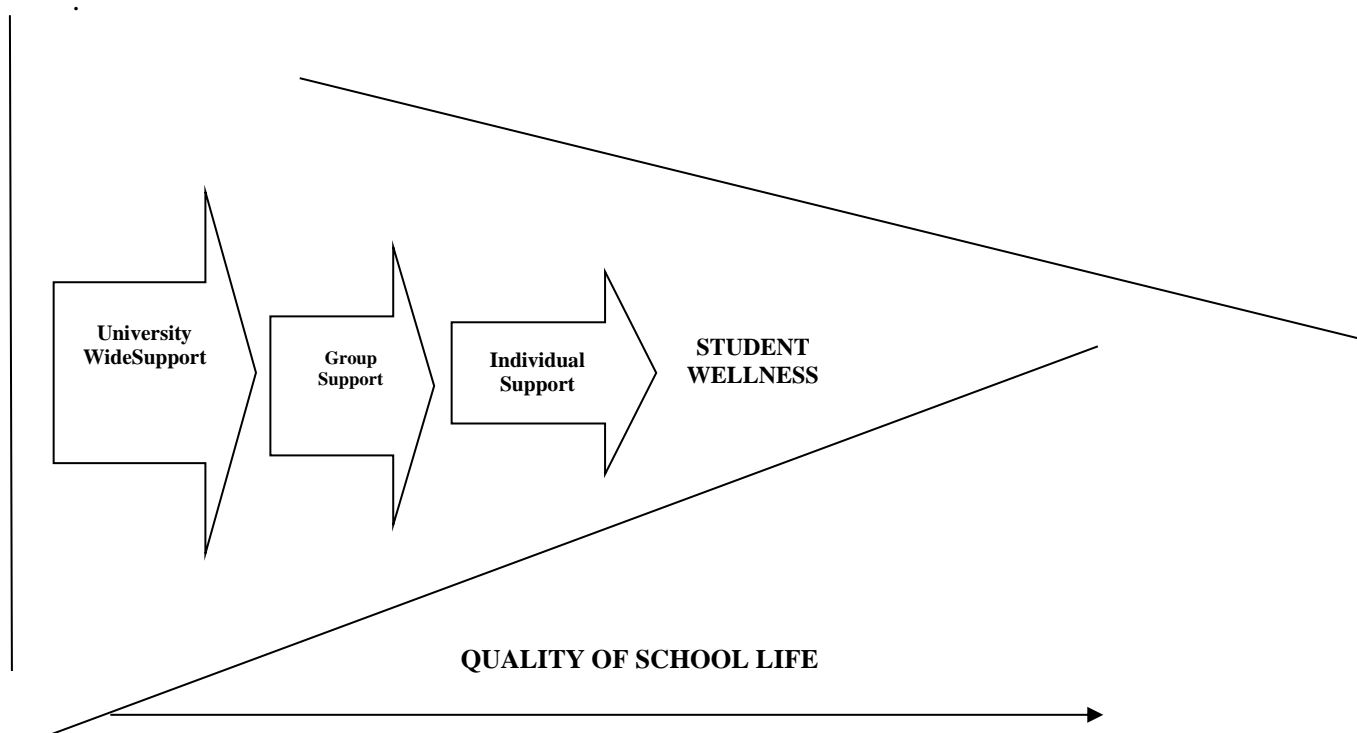 .
University
WideSupport
Group
Support
Individual
Support
STUDENT
WELLNESS
QUALITY OF SCHOOL LIFE